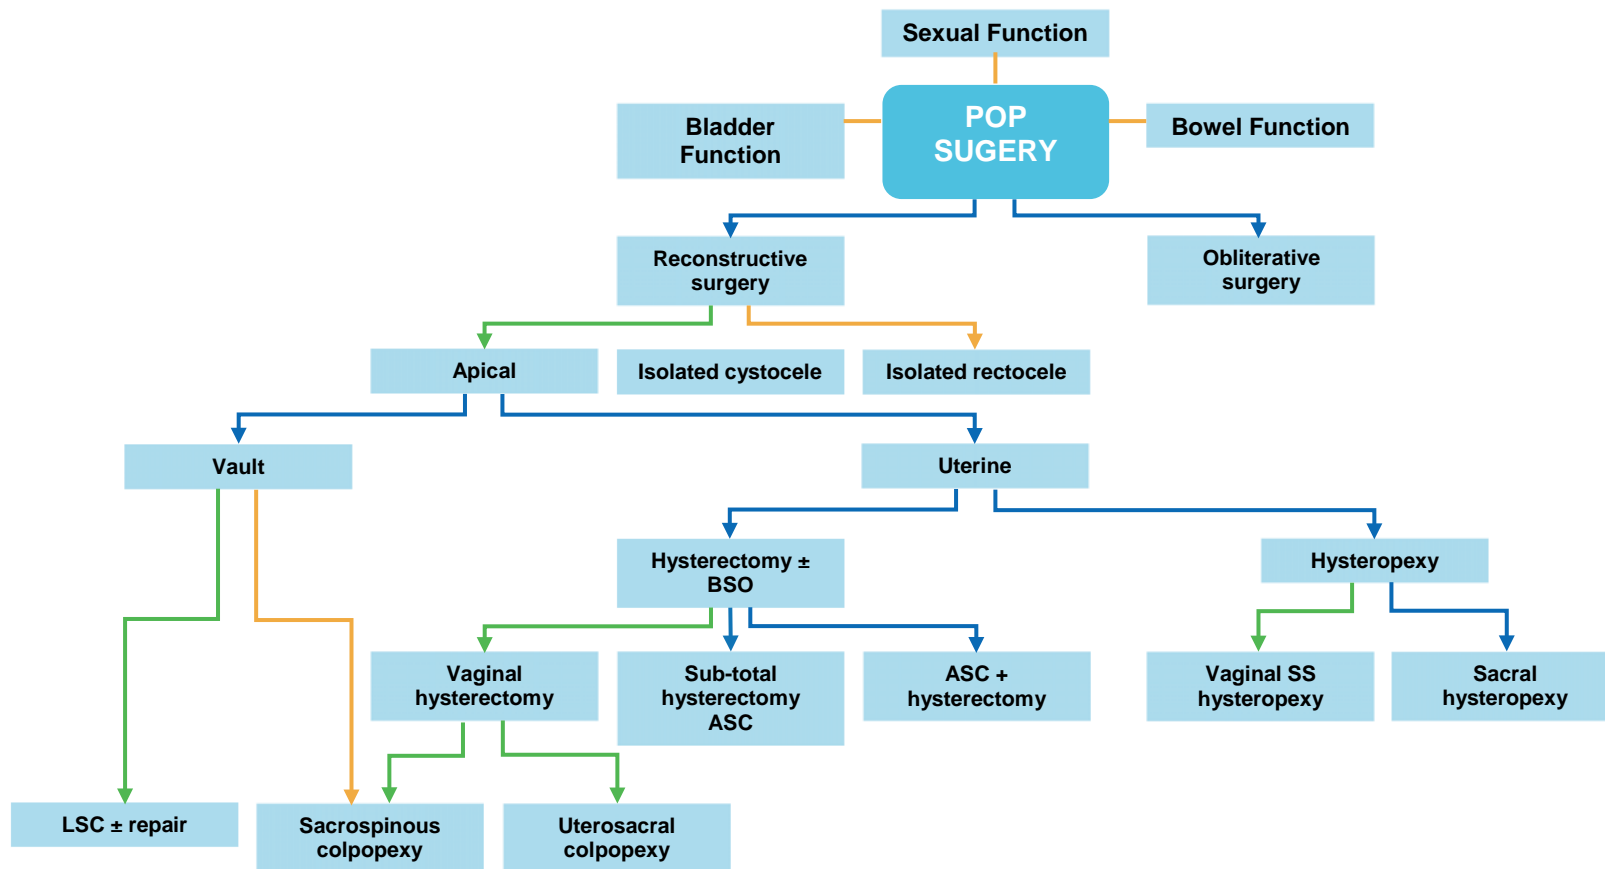 Sexual Function
Bladder
Function
POP
SUGERY
Bowel Function
Reconstructive
surgery
Obliterative
surgery
Apical
Isolated cystocele
Isolated rectocele
Vault
Uterine
Hysterectomy ±
BSO
Hysteropexy
Vaginal
hysterectomy
Sub-total
hysterectomy
ASC
ASC +
hysterectomy
Vaginal SS
hysteropexy
Sacral
hysteropexy
LSC ± repair
Sacrospinous
colpopexy
Uterosacral
colpopexy